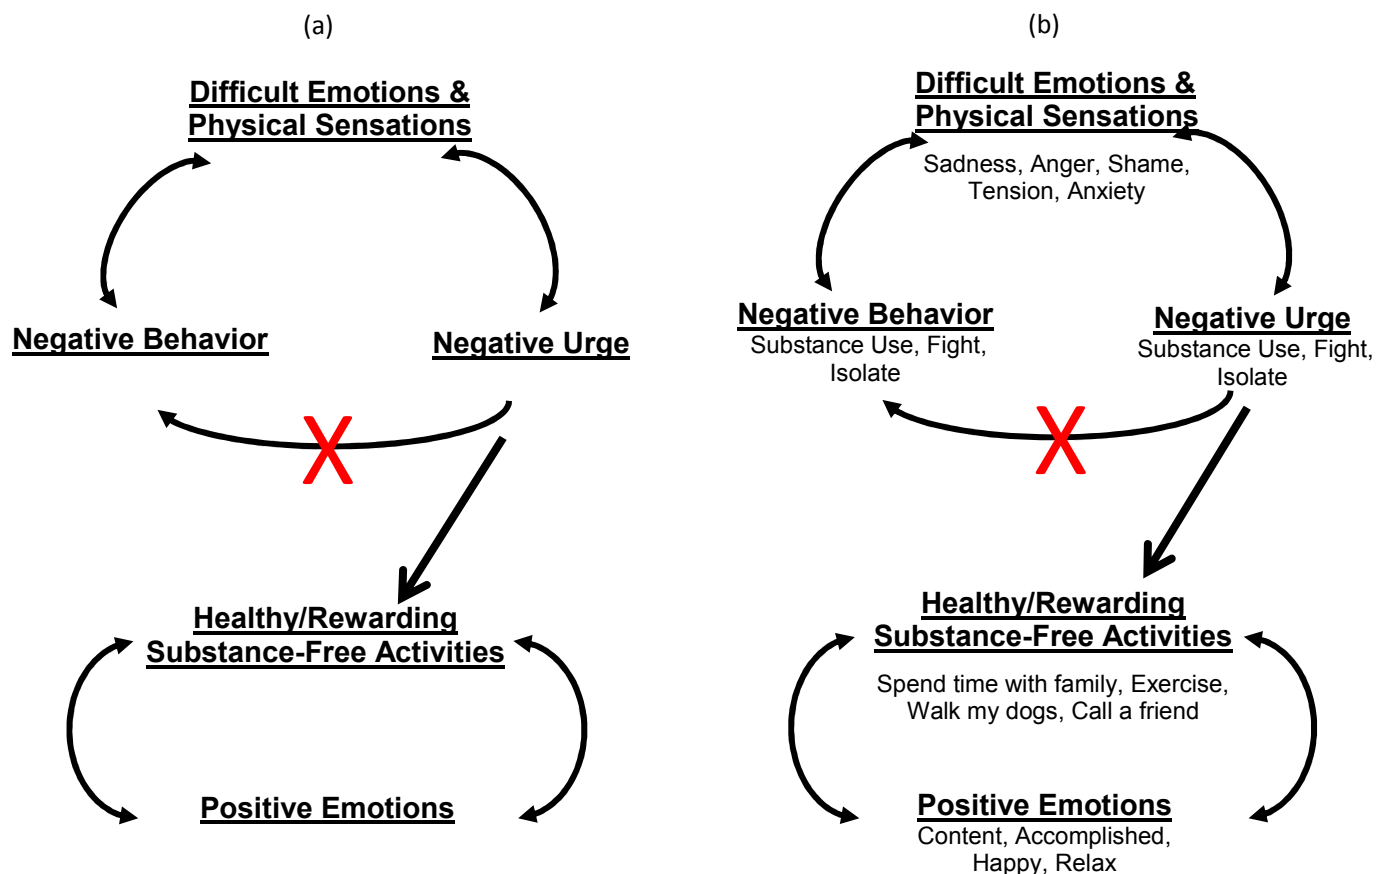 (a)
Difficult Emotions &
Physical Sensations
Negative Behavior
Negative Urge
X
Healthy/Rewarding
Substance-Free Activities
Positive Emotions
(b)
Difficult Emotions &
Physical Sensations
Sadness, Anger, Shame,
Tension, Anxiety
Negative Behavior
Substance Use, Fight,
Isolate
Negative Urge
Substance Use, Fight,
Isolate
X
Healthy/Rewarding
Substance-Free Activities
Spend time with family, Exercise,
Walk my dogs, Call a friend
Positive Emotions
Content, Accomplished,
Happy, Relax